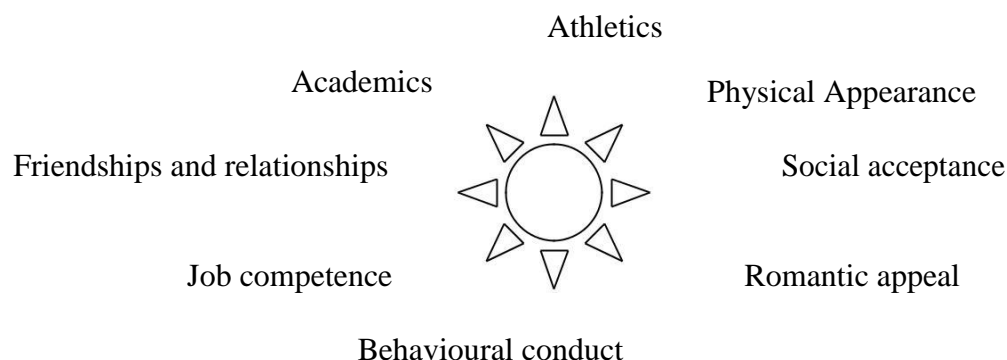 Athletics
Academics
Physical Appearance
Friendships and relationships
Social acceptance
Job competence
Romantic appeal
Behavioural conduct